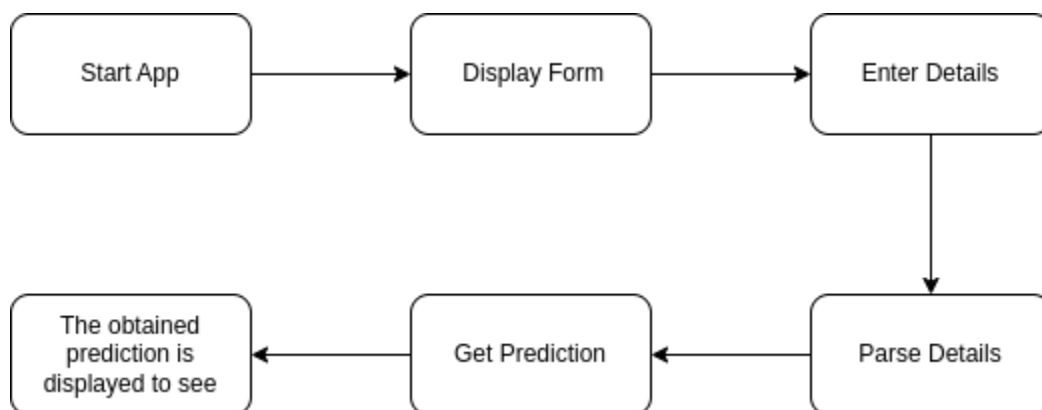 Start App
Display Form
Enter Details
The obtained
prediction is
displayed to see
Get Prediction
Parse Details